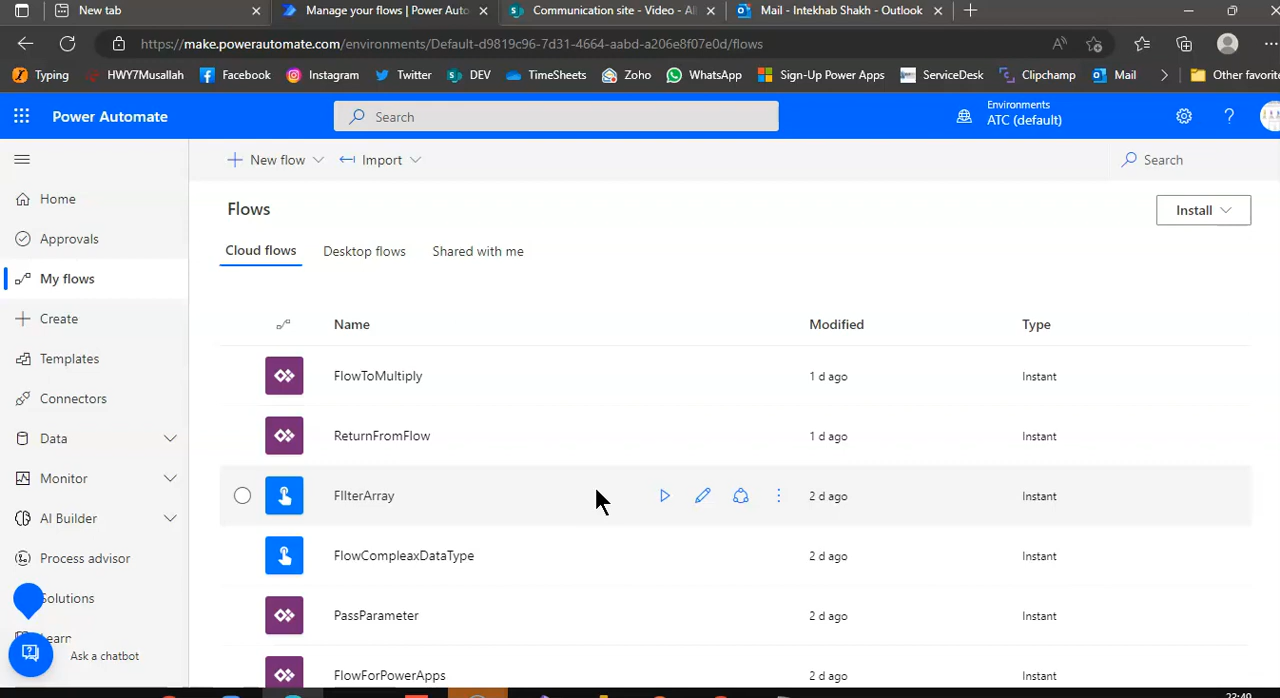 New tab
Manage your flows | Power Auto
Communication site - Video - Al
Mail - Intekhab Shakh - Outlook
https://make.powerautomate.com/environments/Default-d9819c96-7d31-4664-aabd-a206e8f07e0d/flows
Typing
HWY7Musallah
Facebook
Instagram
Twitter
DEV
TimeSheets
Zoho
WhatsApp
Sign-Up Power Apps
ServiceDesk
Clipchamp
Mail
Other favorite
Power Automate
Search
Environments
ATC (default)
New flow
Import
Search
Home
Approvals
My flows
Create
Templates
Connectors
Data
Monitor
AI Builder
Process advisor
Solutions
Learn
Ask a chatbot
Flows
Install
Cloud flows
Desktop flows
Shared with me
Name
Modified
Type
FlowToMultiply
1 d ago
Instant
ReturnFromFlow
1 d ago
Instant
FIlterArray
2 d ago
Instant
FlowCompleaxDataType
2 d ago
Instant
PassParameter
2 d ago
Instant
FlowForPowerApps
2 d ago
Instant